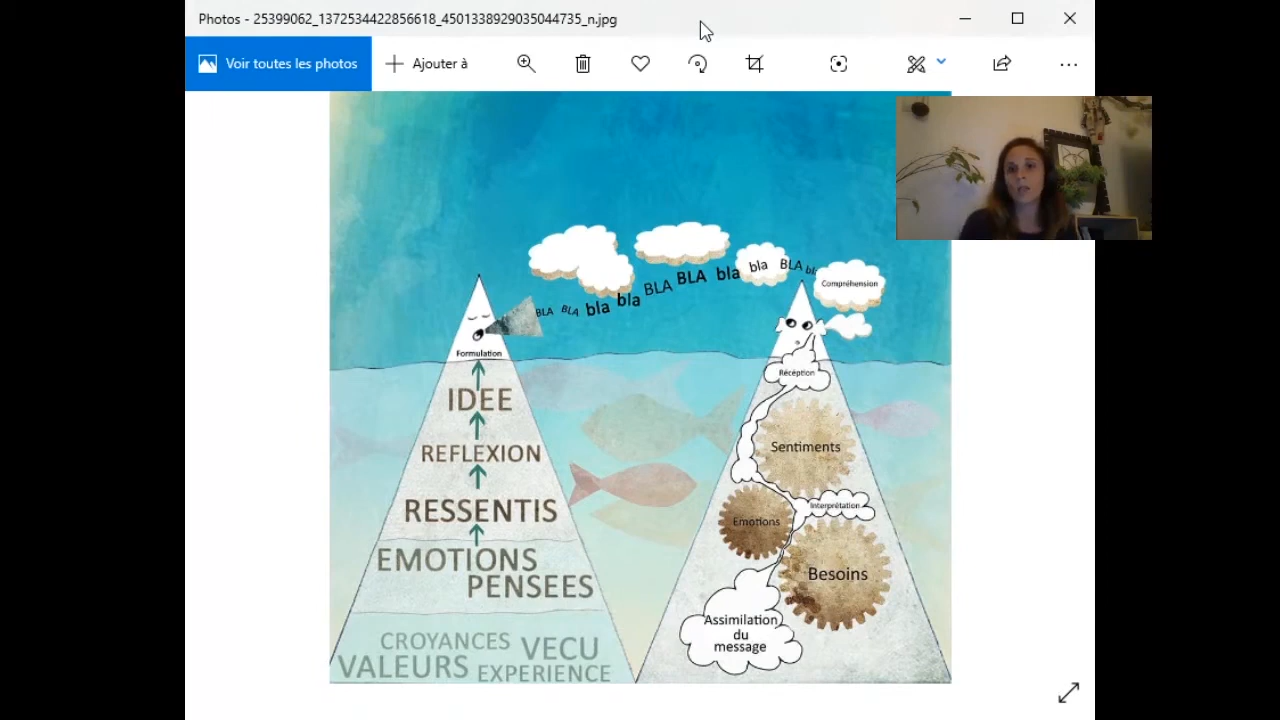 Photos - 25399062_1372534422856618_4501338929035044735_n.jpg
Voir toutes les photos
Ajouter à
BLA BLA bla bla BLA BLA bla bla BLA bla
Compréhension
Formulation
IDEE
REFLEXION
RESSENTIS
EMOTIONS
PENSEES
CROYANCES VECU
VALEURS EXPERIENCE
Réception
Sentiments
Interprétation
Emotions
Besoins
Assimilation
du
message